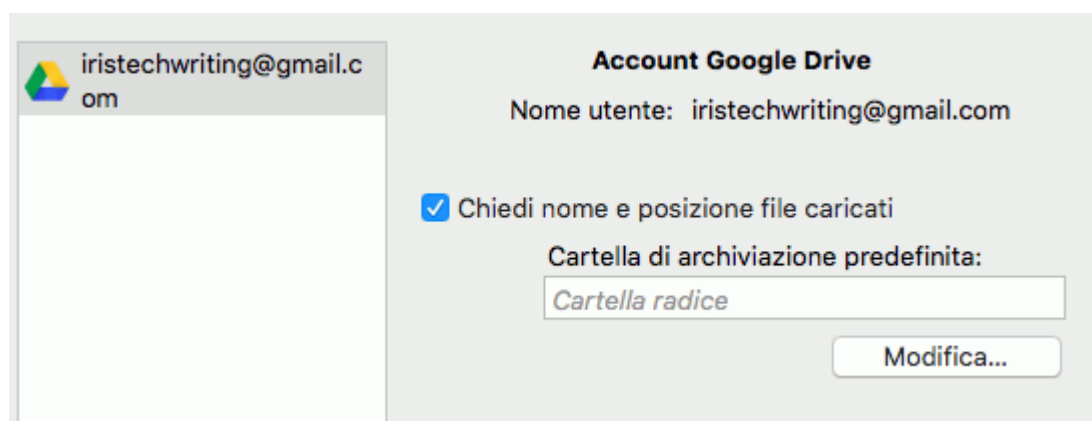 iristechwriting@gmail.c
om
Account Google Drive
Nome utente: iristechwriting@gmail.com
Chiedi nome e posizione file caricati
Cartella di archiviazione predefinita:
Cartella radice
Modifica...